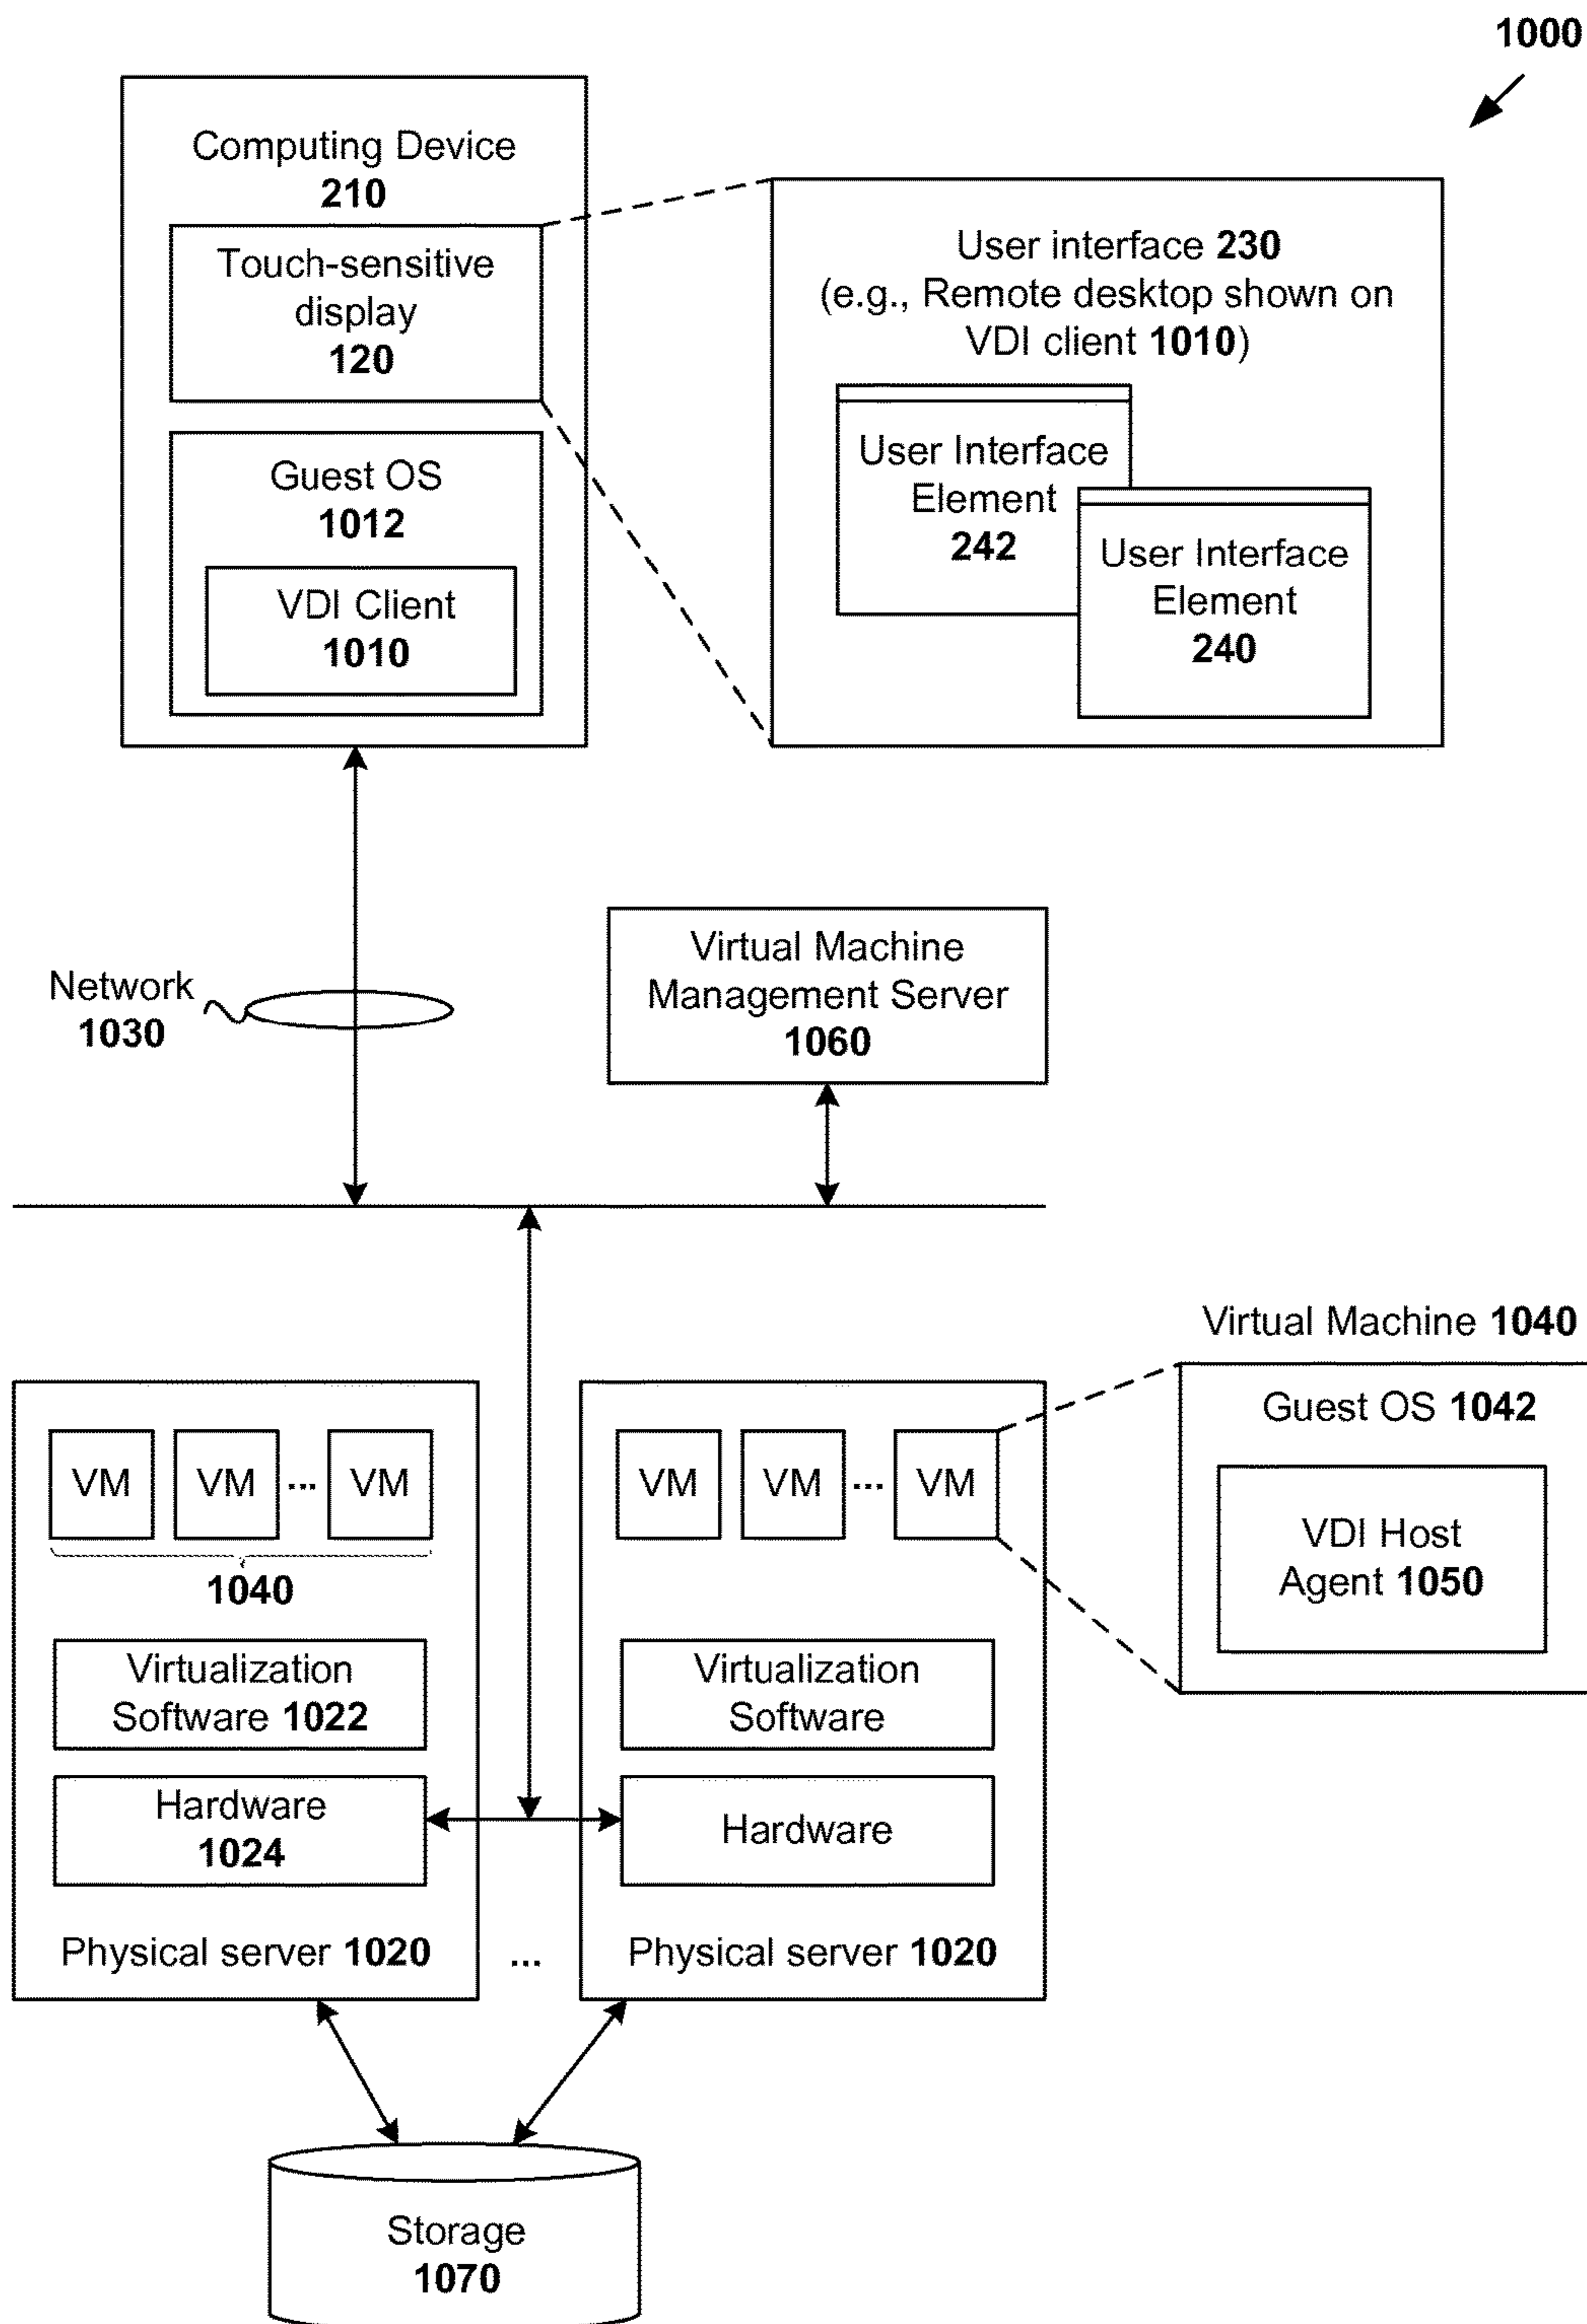 1000
Computing Device
210
Touch-sensitive
display
120
Guest OS
1012
VDI Client
1010
User interface 230
(e.g., Remote desktop shown on
VDI client 1010)
User Interface
Element
242
User Interface
Element
240
Network
1030
Virtual Machine
Management Server
1060
Virtual Machine 1040
Guest OS 1042
VDI Host
Agent 1050
VM
VM
...
VM
1040
Virtualization
Software 1022
Hardware
1024
Physical server 1020
...
VM
VM
...
VM
Virtualization
Software
Hardware
Physical server 1020
Storage
1070